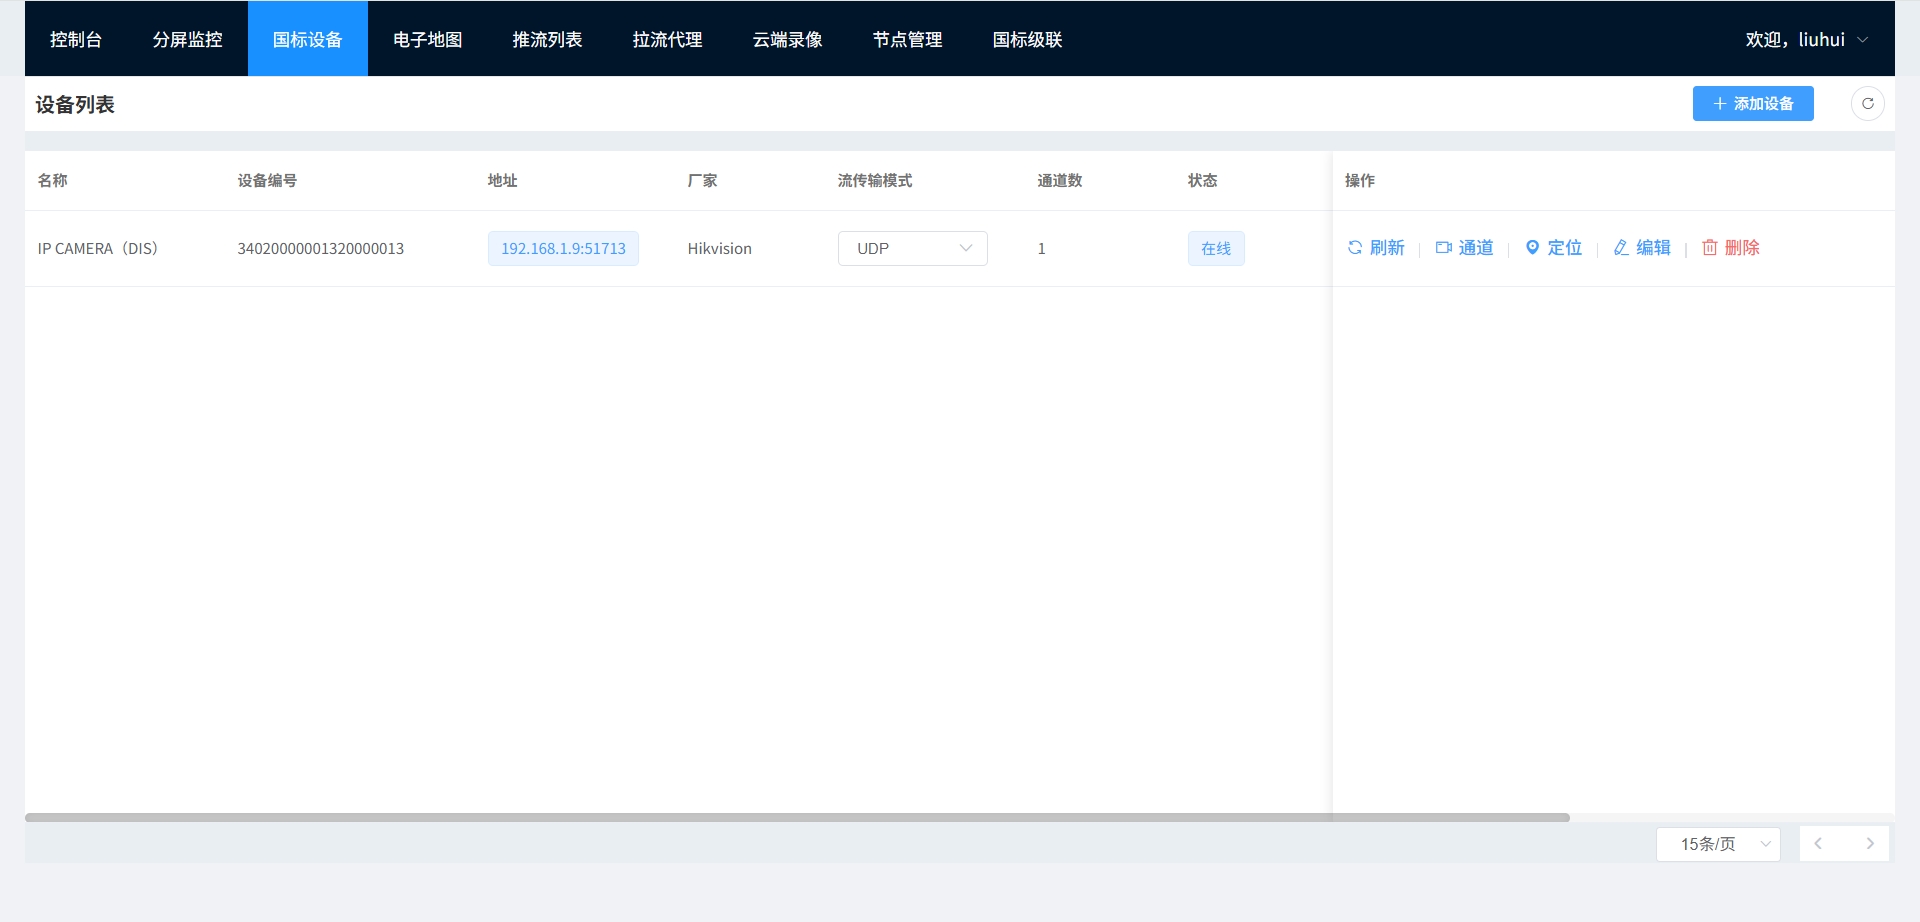 控制台 分屏监控 国标设备 电子地图 推流列表 拉流代理 云端录像 节点管理 国标级联 欢迎，liuhui
设备列表 添加设备
名称 设备编号 地址 厂家 流传输模式 通道数 状态 操作
IP CAMERA（DIS） 34020000001320000013 192.168.1.9:51713 Hikvision UDP 1 在线 刷新 通道 定位 编辑 删除
15条/页